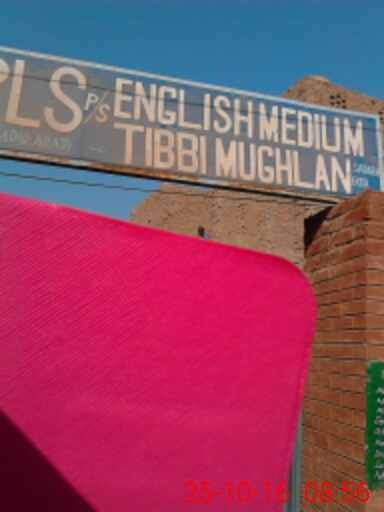 PLS P/S ENGLISH MEDIUM
TIBBI MUGHLAN
25-10-16 08:56